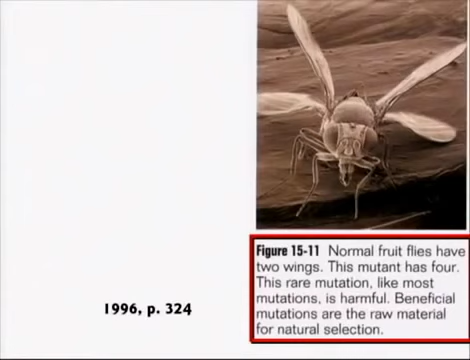 Figure 15-11 Normal fruit flies have
two wings. This mutant has four.
This rare mutation, like most
mutations, is harmful. Beneficial
mutations are the raw material
for natural selection.
1996, p. 324